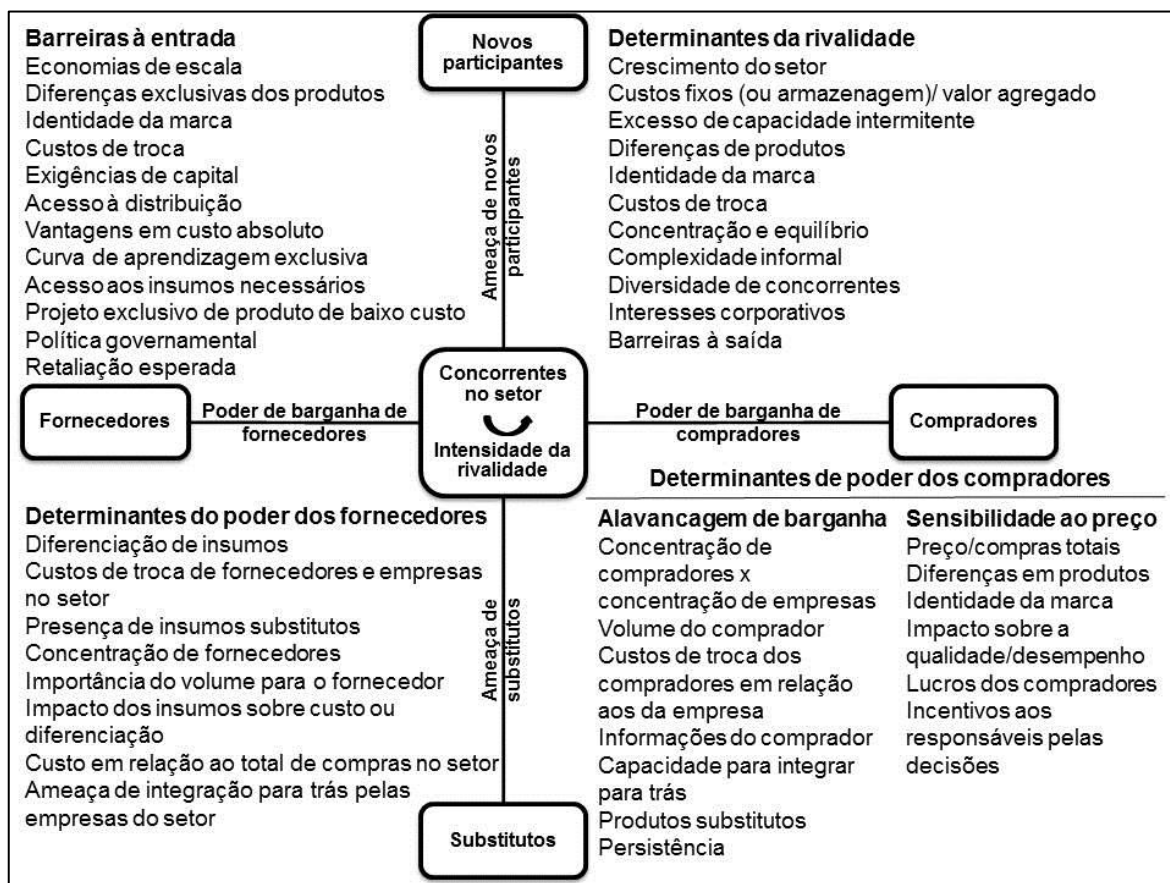 Barreiras à entrada
Economias de escala
Diferenças exclusivas dos produtos
Identidade da marca
Custos de troca
Exigências de capital
Acesso à distribuição
Vantagens em custo absoluto
Curva de aprendizagem exclusiva
Acesso aos insumos necessários
Projeto exclusivo de produto de baixo custo
Política governamental
Retaliação esperada
Novos
participantes
Ameaça de novos
participantes
Determinantes da rivalidade
Crescimento do setor
Custos fixos (ou armazenagem)/ valor agregado
Excesso de capacidade intermitente
Diferenças de produtos
Identidade da marca
Custos de troca
Concentração e equilíbrio
Complexidade informal
Diversidade de concorrentes
Interesses corporativos
Barreiras à saída
Fornecedores
Poder de barganha de
fornecedores
Concorrentes
no setor
Intensidade da
rivalidade
Poder de barganha de
compradores
Compradores
Determinantes do poder dos fornecedores
Diferenciação de insumos
Custos de troca de fornecedores e empresas
no setor
Presença de insumos substitutos
Concentração de fornecedores
Importância do volume para o fornecedor
Impacto dos insumos sobre custo ou
diferenciação
Custo em relação ao total de compras no setor
Ameaça de integração para trás pelas
empresas do setor
Ameaça de
substitutos
Substitutos
Determinantes de poder dos compradores
Alavancagem de barganha
Concentração de
compradores x
concentração de empresas
Volume do comprador
Custos de troca dos
compradores em relação
aos da empresa
Informações do comprador
Capacidade para integrar
para trás
Produtos substitutos
Persistência
Sensibilidade ao preço
Preço/compras totais
Diferenças em produtos
Identidade da marca
Impacto sobre a
qualidade/desempenho
Lucros dos compradores
Incentivos aos
responsáveis pelas
decisões